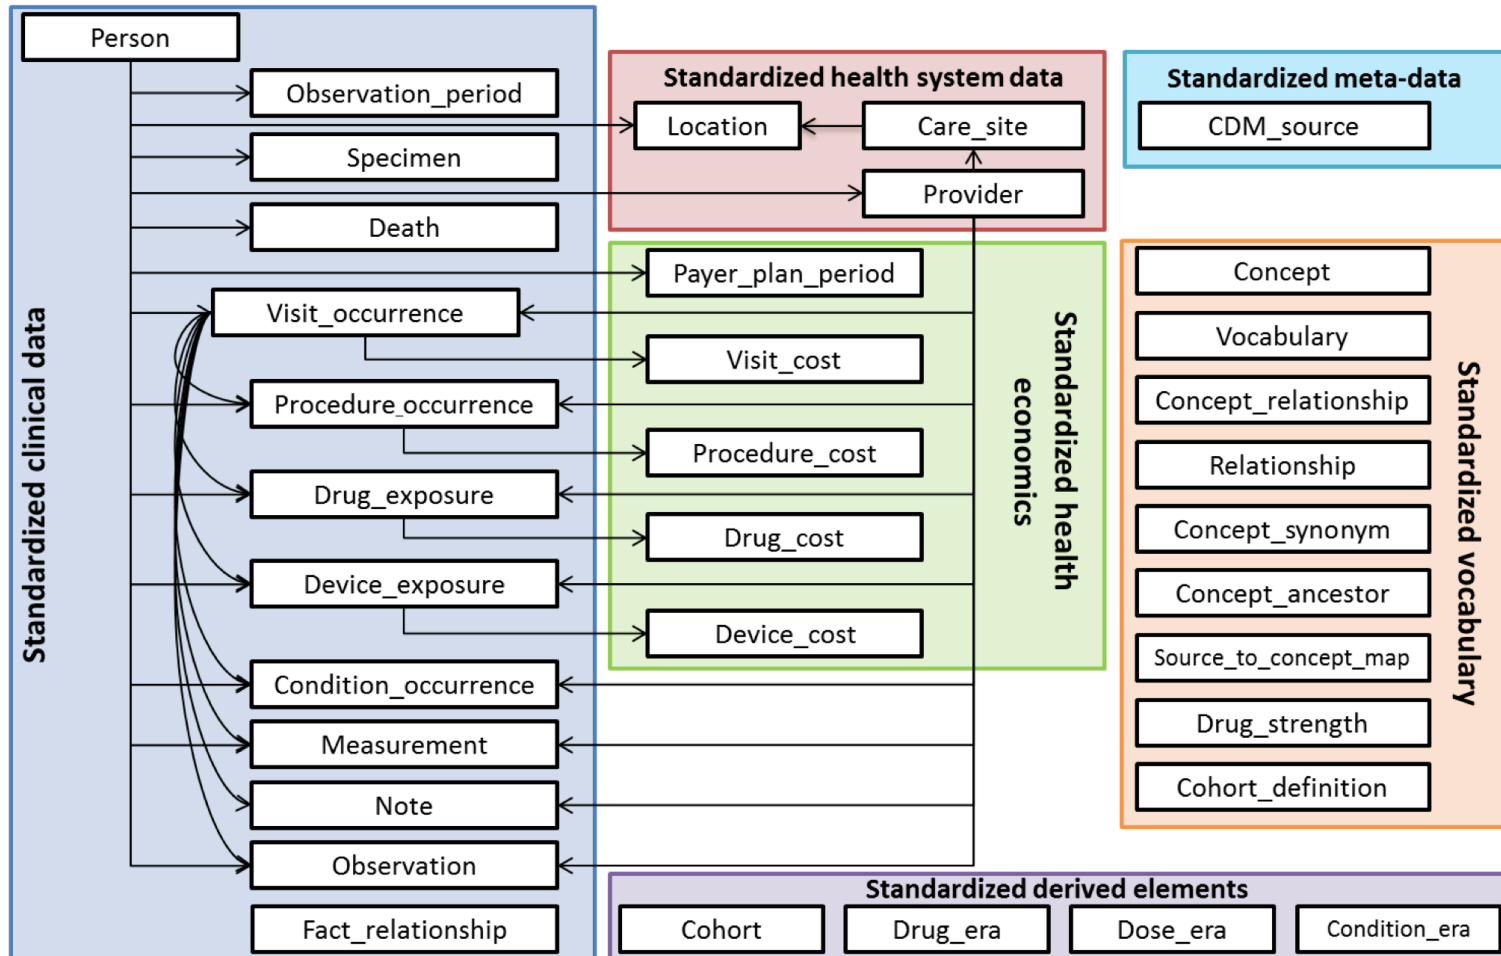 Standardized clinical data
Person
Observation_period
Specimen
Death
Visit_occurrence
Procedure_occurrence
Drug_exposure
Device_exposure
Condition_occurrence
Measurement
Note
Observation
Fact_relationship
Standardized health system data
Location
Care_site
Provider
Standardized meta-data
CDM_source
Payer_plan_period
Visit_cost
Procedure_cost
Drug_cost
Device_cost
Standardized health
economics
Concept
Vocabulary
Concept_relationship
Relationship
Concept_synonym
Concept_ancestor
Source_to_concept_map
Drug_strength
Cohort_definition
Standardized vocabulary
Standardized derived elements
Cohort
Drug_era
Dose_era
Condition_era